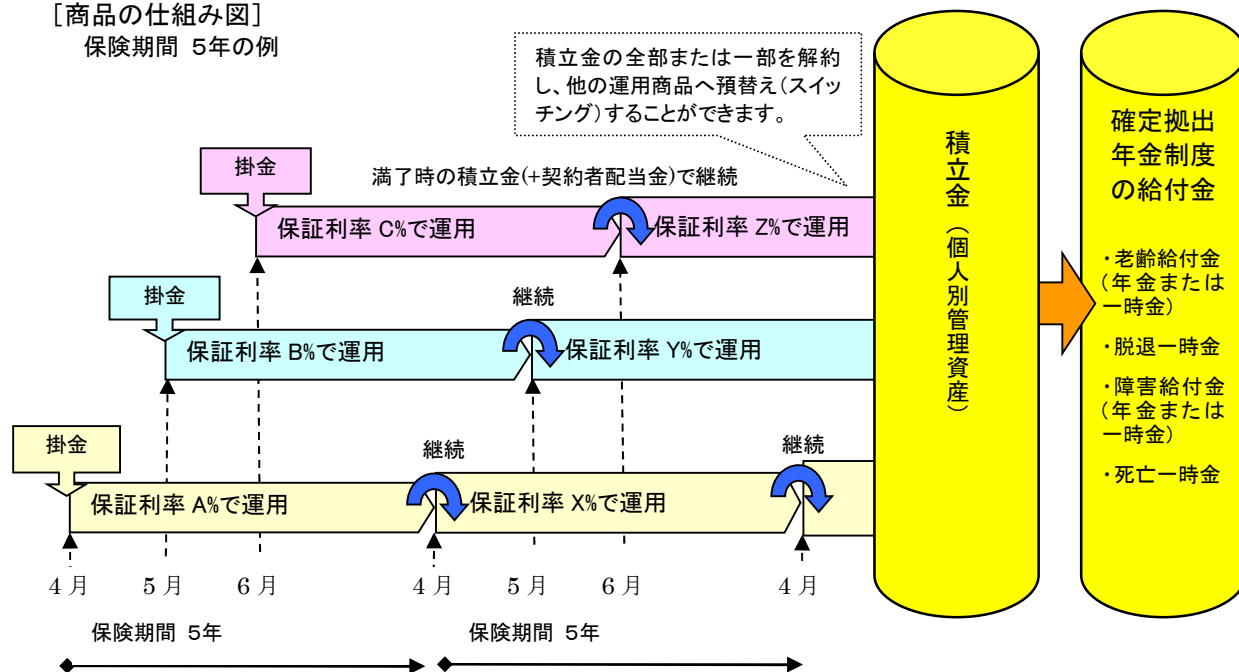 [商品の仕組み図]
保険期間 5年の例
積立金の全部または一部を解約
し、他の運用商品へ預替え(スイッ
チング)することができます。
掛金
満了時の積立金(+契約者配当金)で継続
保証利率 C%で運用
保証利率 Z%で運用
掛金
継続
保証利率 B%で運用
保証利率 Y%で運用
掛金
継続
継続
保証利率 A%で運用
保証利率 X%で運用
4月
5月
6月
4月
5月
6月
4月
保険期間 5年
保険期間 5年
積立金(個人別管理資産)
確定拠出
年金制度
の給付金
・老齢給付金
(年金または
一時金)
・脱退一時金
・障害給付金
(年金または
一時金)
・死亡一時金